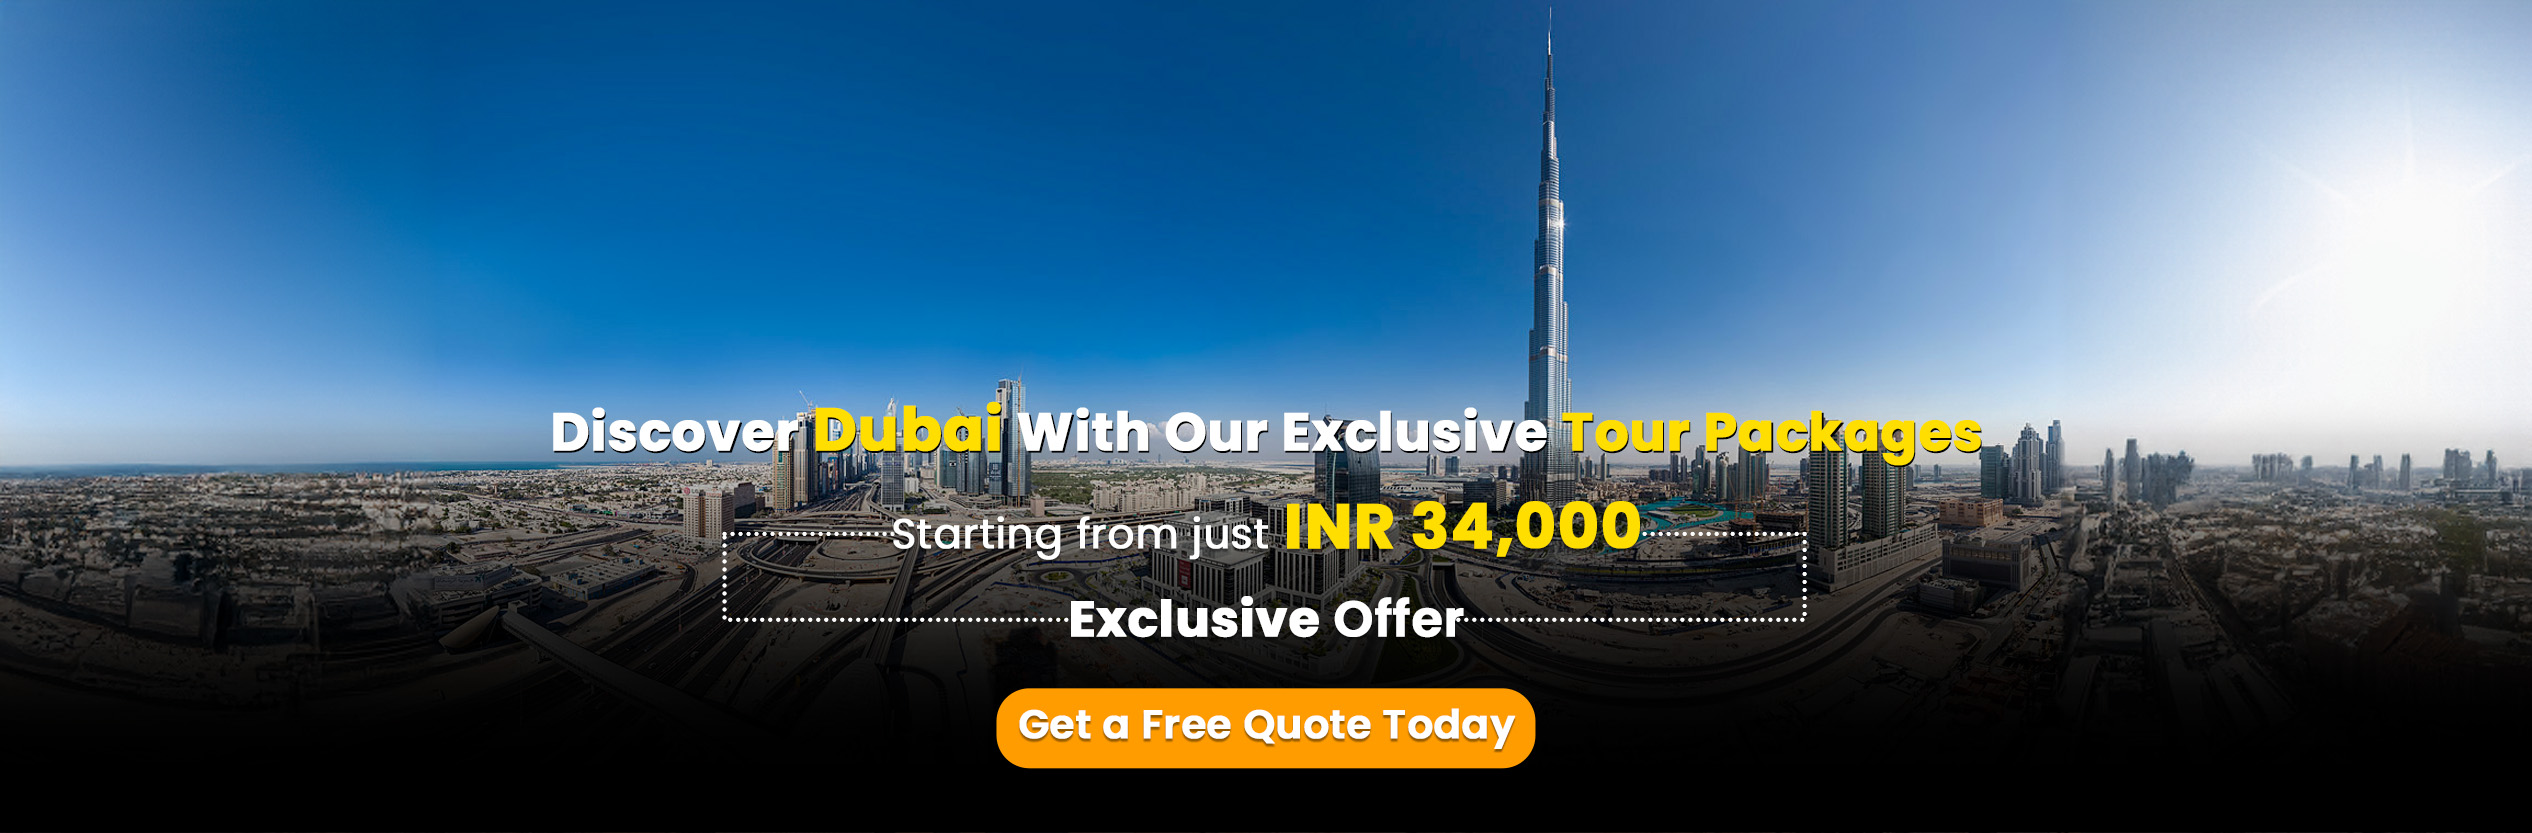 Discover Dubai With Our Exclusive Tour Packages
Starting from just INR 34,000
Exclusive Offer
Get a Free Quote Today